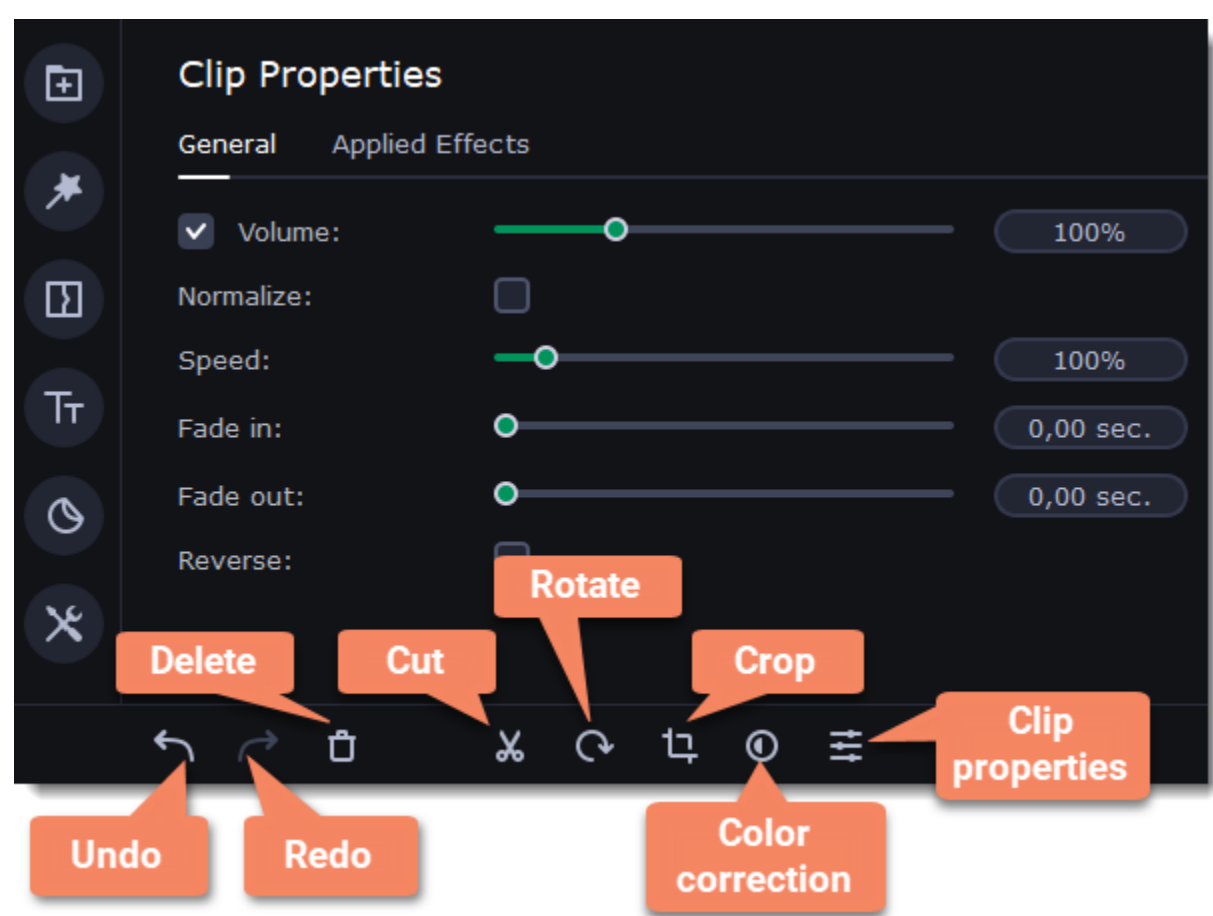 Clip Properties
General Applied Effects
Volume: 100%
Normalize:
Speed: 100%
Fade in: 0,00 sec.
Fade out: 0,00 sec.
Reverse:
Rotate
Delete
Cut
Crop
Clip
properties
Undo
Redo
Color
correction